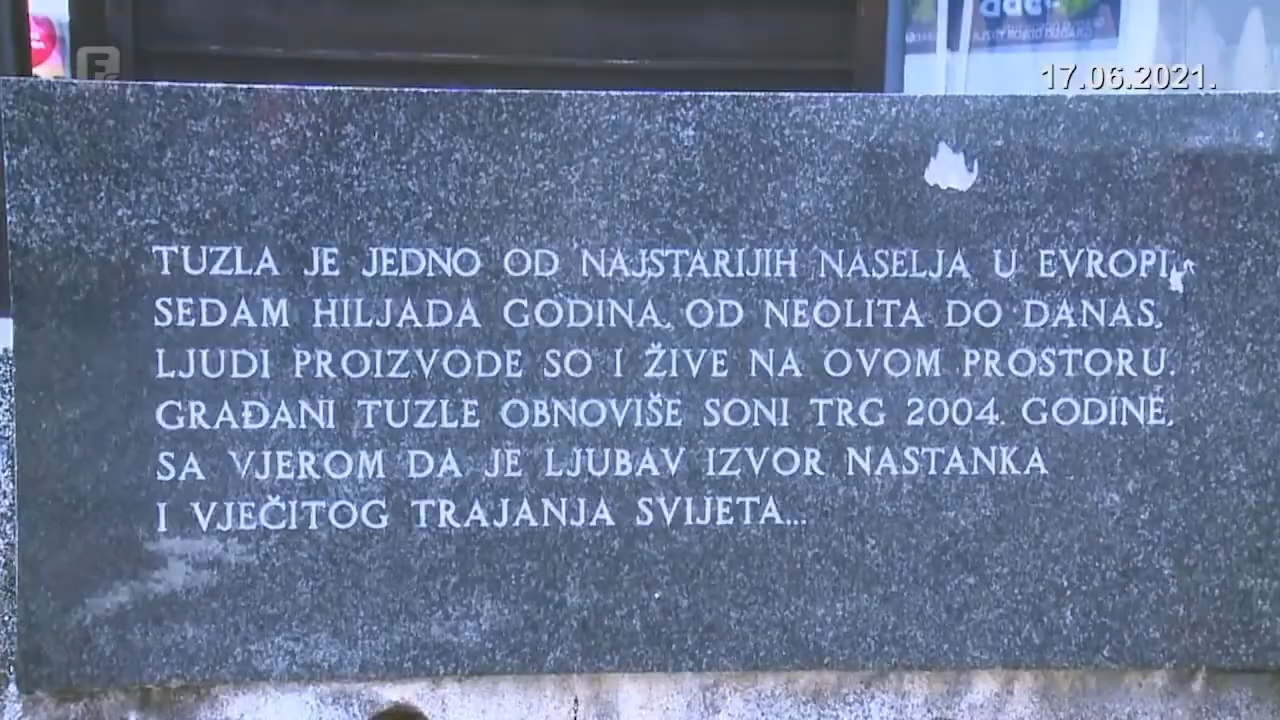 17.06.2021.
TUZLA JE JEDNO OD NAJSTARIJIH NASELJA U EVROPI,
SEDAM HILJADA GODINA, OD NEOLITA DO DANAS,
LJUDI PROIZVODE SO I ŽIVE NA OVOM PROSTORU.
GRAĐANI TUZLE OBNOVIŠE SONI TRG 2004. GODINE,
SA VJEROM DA JE LJUBAV IZVOR NASTANKA
I VJEČITOG TRAJANJA SVIJETA...